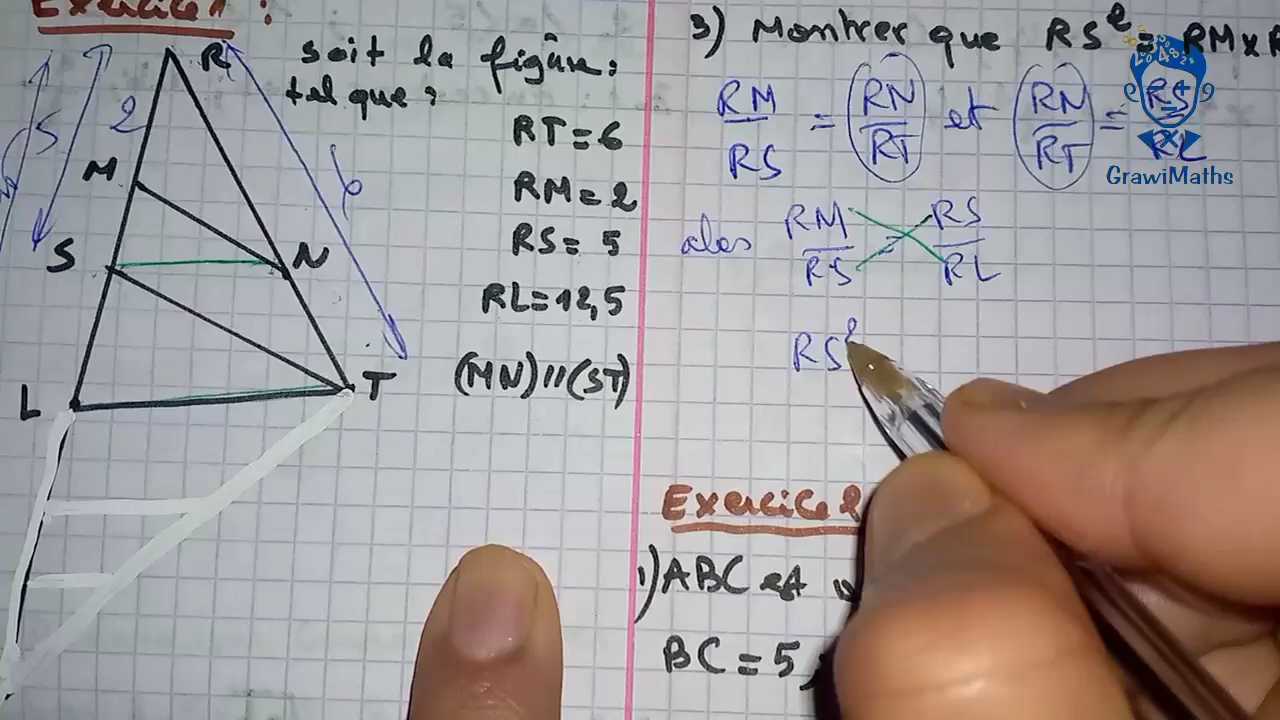 Exercice 1 :
soit la figure :
tel que :
RT = 6
RM = 2
RS = 5
RL = 12,5
(MN) // (ST)
R
2
5
6
M
S
N
L
T
3) Montrer que RS² = RM x R
RM/RS = RN/RT et RN/RT = RS/RL
alors RM/RS = RS/RL
RS²
GrawiMaths
Exercice 2
1) ABC est
BC = 5,